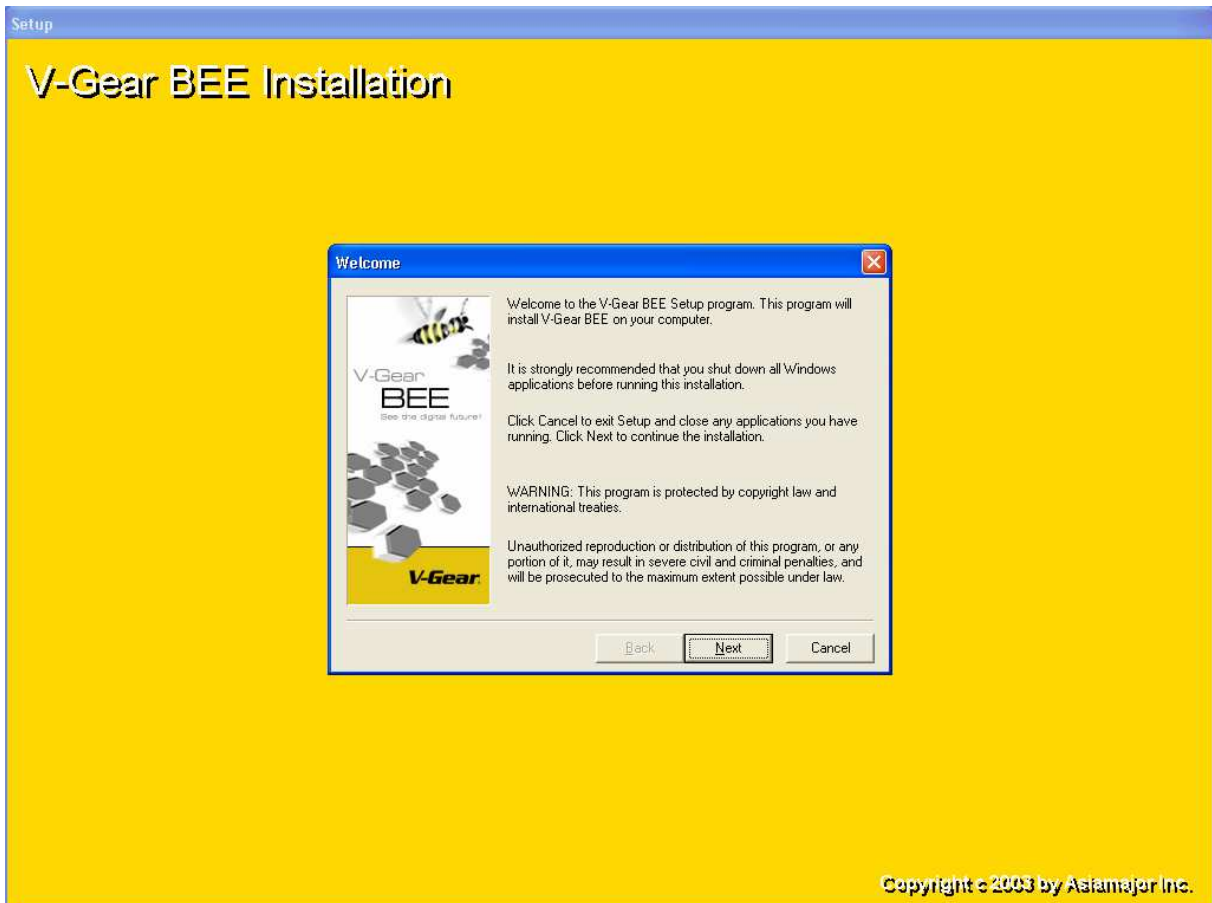 Setup
V-Gear BEE Installation
Welcome
V-Gear
BEE
See the digital future!
V-Gear
Welcome to the V-Gear BEE Setup program. This program will
install V-Gear BEE on your computer.
It is strongly recommended that you shut down all Windows
applications before running this installation.
Click Cancel to exit Setup and close any applications you have
running. Click Next to continue the installation.
WARNING: This program is protected by copyright law and
international treaties.
Unauthorized reproduction or distribution of this program, or any
portion of it, may result in severe civil and criminal penalties, and
will be prosecuted to the maximum extent possible under law.
Back
Next
Cancel
Copyright c 2003 by Asiamajor Inc.